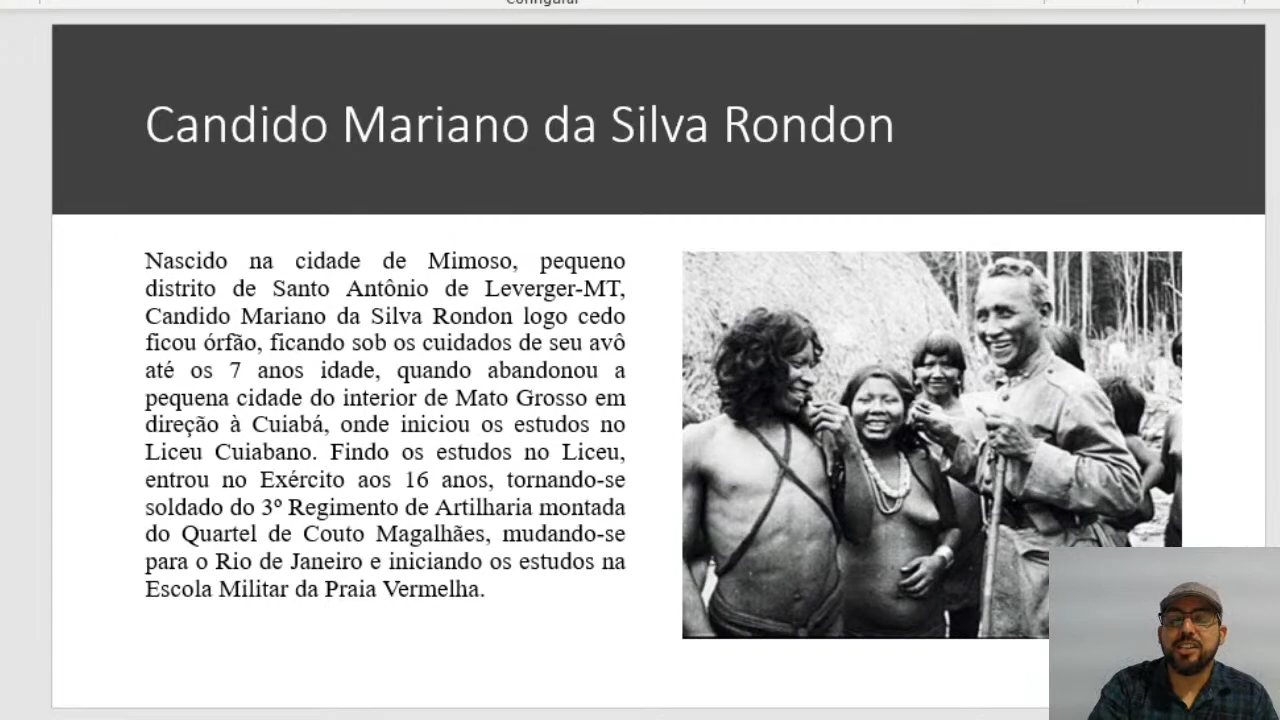 Configurar
Candido Mariano da Silva Rondon
Nascido na cidade de Mimoso, pequeno
distrito de Santo Antônio de Leverger-MT,
Candido Mariano da Silva Rondon logo cedo
ficou órfão, ficando sob os cuidados de seu avô
até os 7 anos idade, quando abandonou a
pequena cidade do interior de Mato Grosso em
direção à Cuiabá, onde iniciou os estudos no
Liceu Cuiabano. Findo os estudos no Liceu,
entrou no Exército aos 16 anos, tornando-se
soldado do 3º Regimento de Artilharia montada
do Quartel de Couto Magalhães, mudando-se
para o Rio de Janeiro e iniciando os estudos na
Escola Militar da Praia Vermelha.